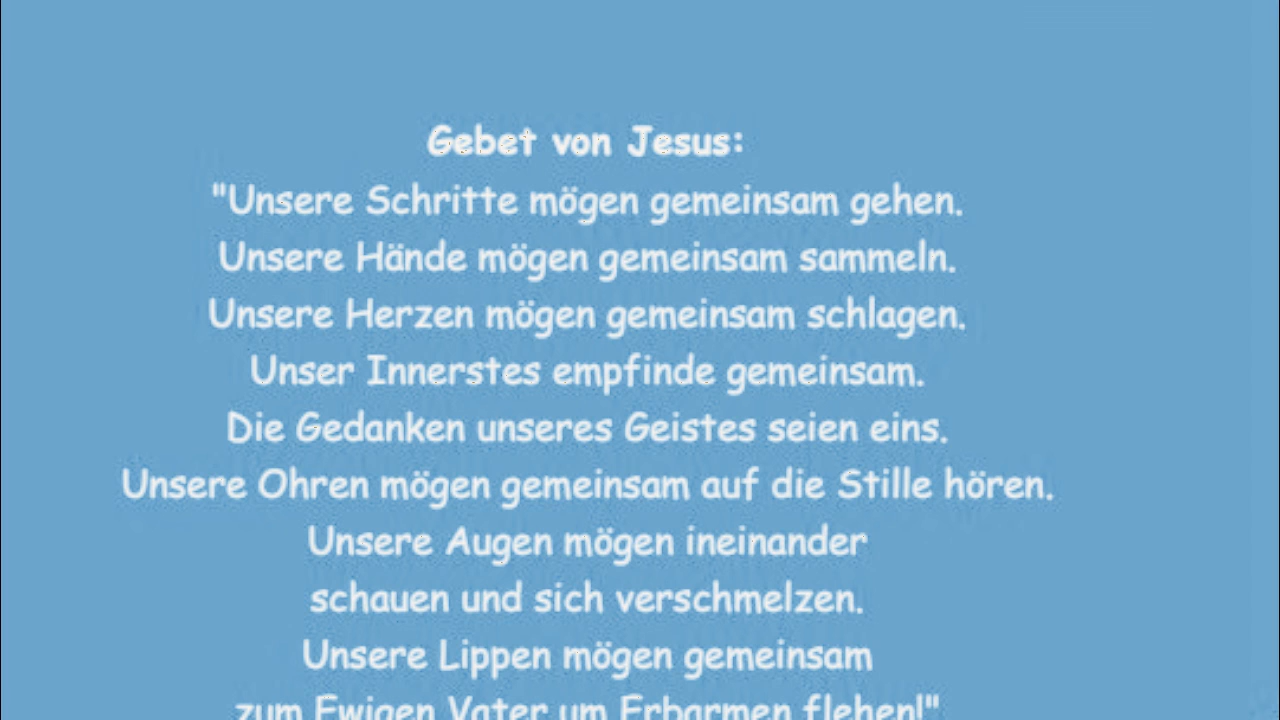 Gebet von Jesus:
"Unsere Schritte mögen gemeinsam gehen.
Unsere Hände mögen gemeinsam sammeln.
Unsere Herzen mögen gemeinsam schlagen.
Unser Innerstes empfinde gemeinsam.
Die Gedanken unseres Geistes seien eins.
Unsere Ohren mögen gemeinsam auf die Stille hören.
Unsere Augen mögen ineinander
schauen und sich verschmelzen.
Unsere Lippen mögen gemeinsam
zum Ewigen Vater um Erbarmen flehen!"